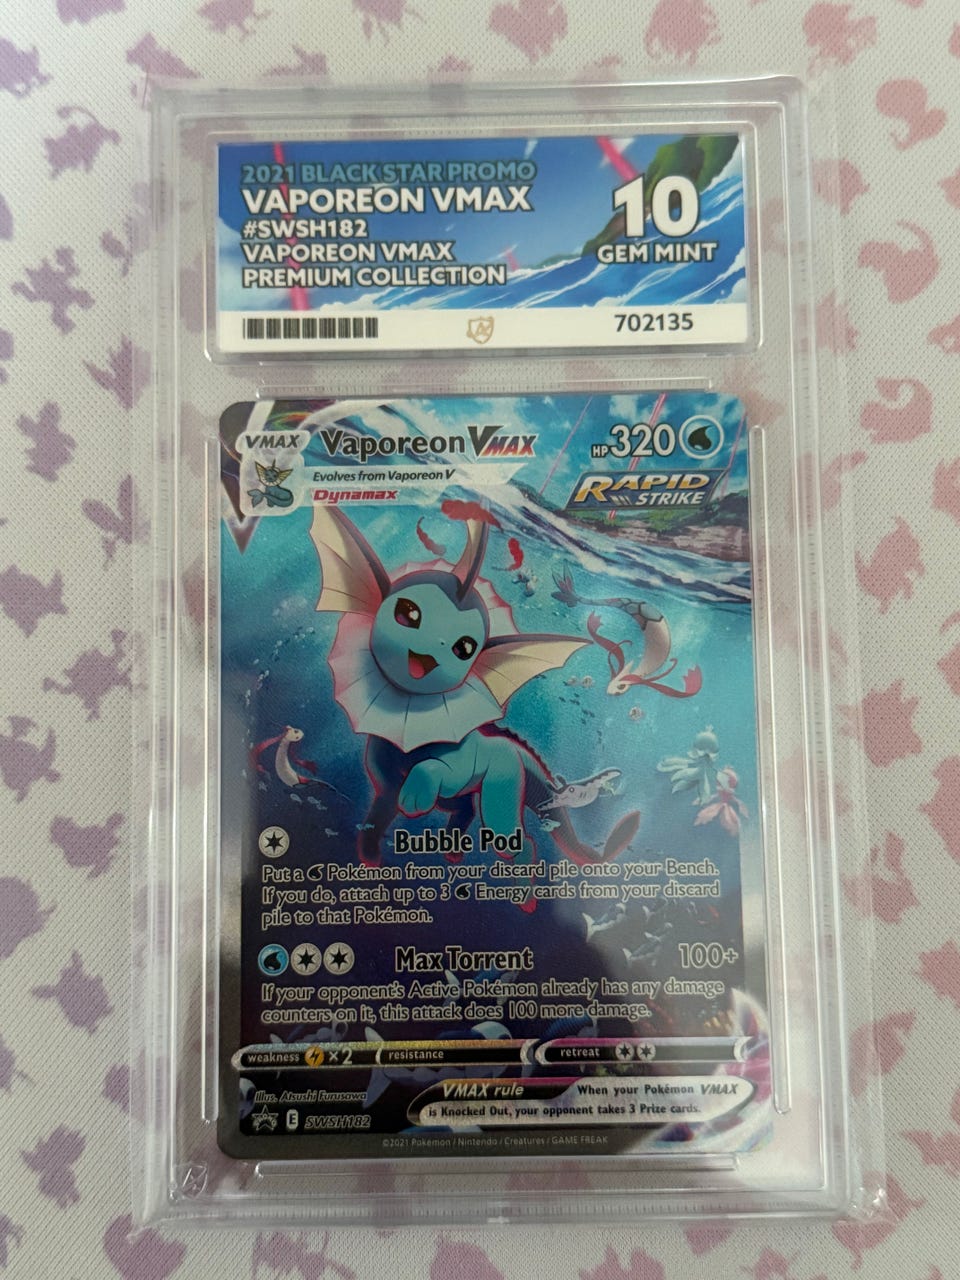 2021 BLACK STAR PROMO
VAPOREON VMAX
#SWSH182
VAPOREON VMAX
PREMIUM COLLECTION
10
GEM MINT
702135
VMAX
Vaporeon VMAX
HP 320
Evolves from Vaporeon V
Dynamax
RAPID
STRIKE
Bubble Pod
Put a Pokémon from your discard pile onto your Bench.
If you do, attach up to 3 Energy cards from your discard
pile to that Pokémon.
Max Torrent 100+
If your opponent's Active Pokémon already has any damage
counters on it, this attack does 100 more damage.
weakness ×2 resistance retreat
Illus. Atsushi Furusawa
VMAX rule When your Pokémon VMAX
is Knocked Out, your opponent takes 3 Prize cards.
E SWSH182
©2021 Pokémon / Nintendo / Creatures / GAME FREAK